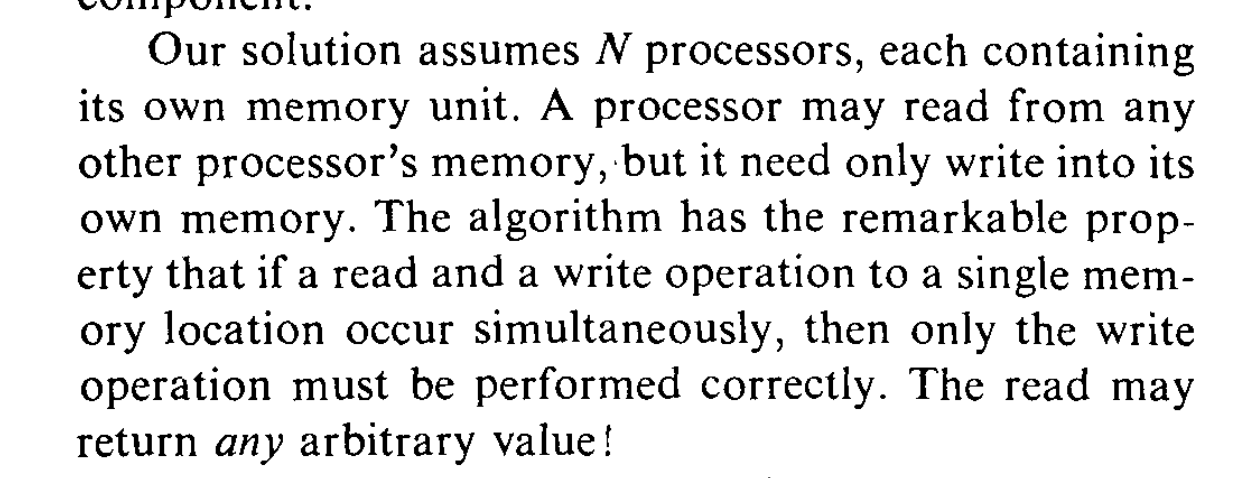 component.
Our solution assumes N processors, each containing
its own memory unit. A processor may read from any
other processor's memory, but it need only write into its
own memory. The algorithm has the remarkable prop-
erty that if a read and a write operation to a single mem-
ory location occur simultaneously, then only the write
operation must be performed correctly. The read may
return any arbitrary value!